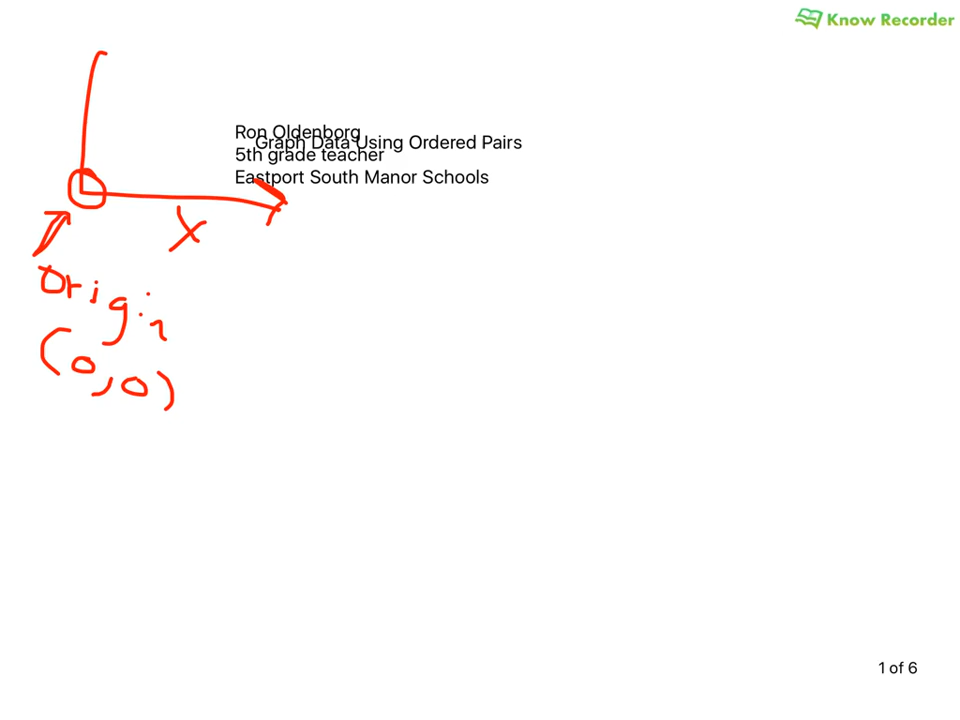 Know Recorder
Ron Oldenborg
Graph Data Using Ordered Pairs
5th grade teacher
Eastport South Manor Schools
x
origin
(0,0)
1 of 6